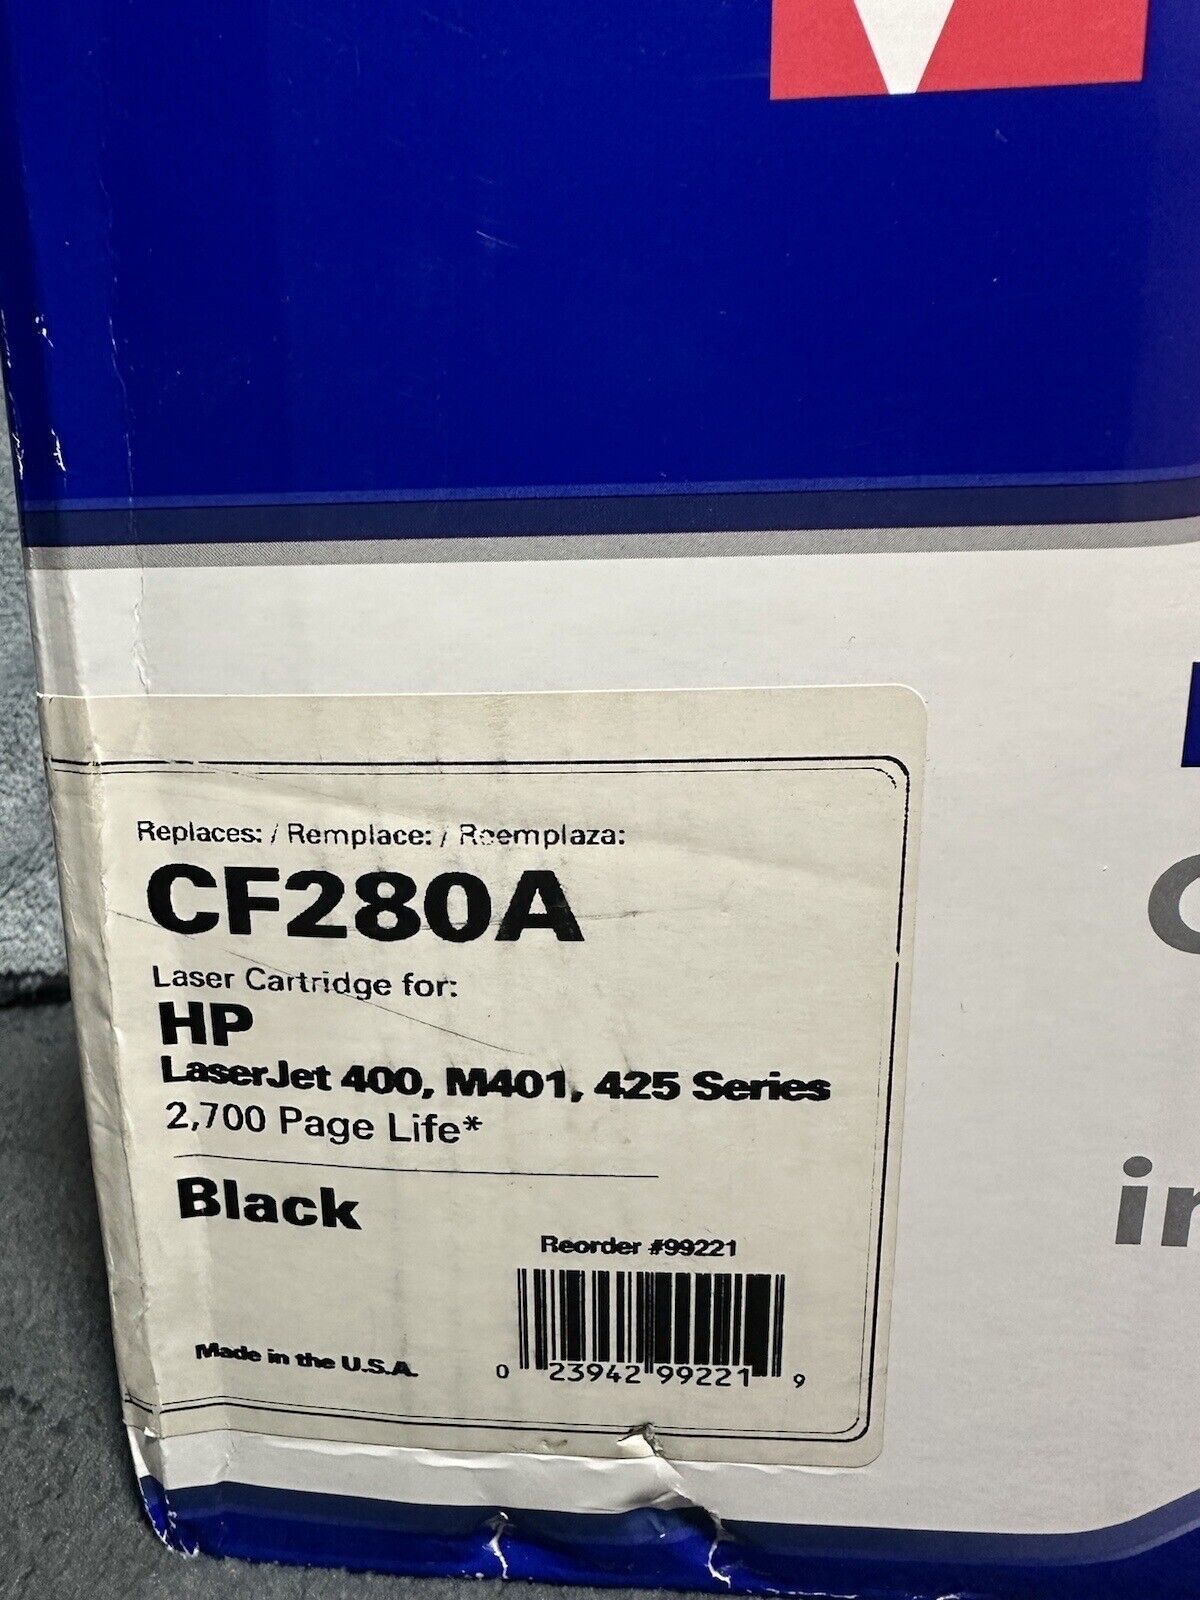 Replaces: / Remplace: / Reemplaza:
CF280A
Laser Cartridge for:
HP
LaserJet 400, M401, 425 Series
2,700 Page Life*
Black
Reorder #99221
Made in the U.S.A.
0 23942 99221 9